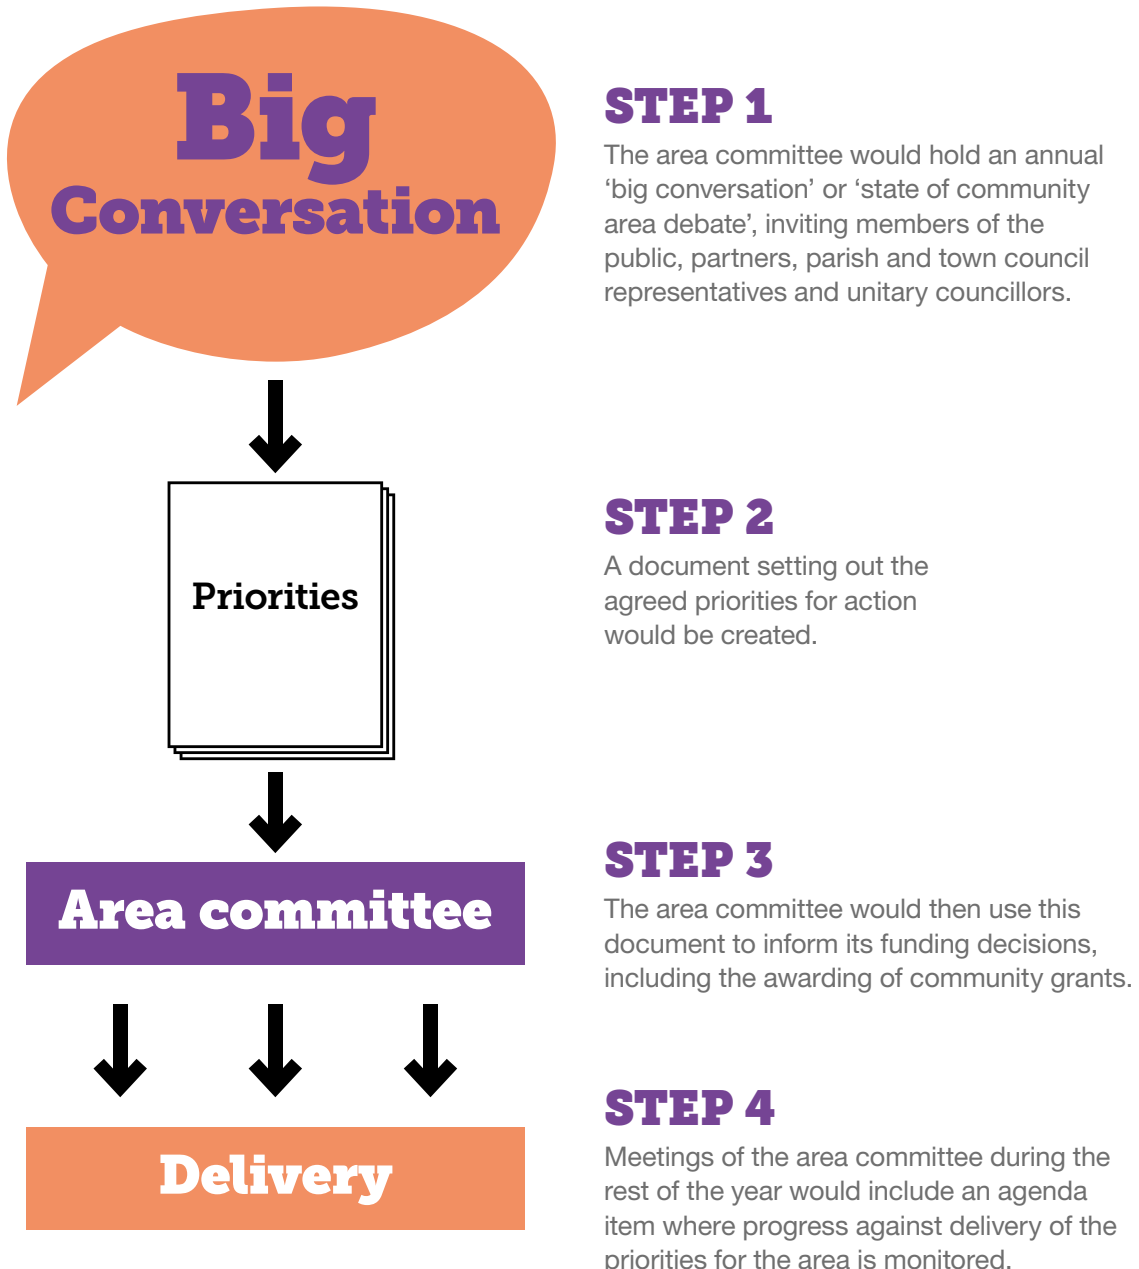 Big
Conversation
STEP 1
The area committee would hold an annual
‘big conversation’ or ‘state of community
area debate’, inviting members of the
public, partners, parish and town council
representatives and unitary councillors.
Priorities
STEP 2
A document setting out the
agreed priorities for action
would be created.
Area committee
STEP 3
The area committee would then use this
document to inform its funding decisions,
including the awarding of community grants.
Delivery
STEP 4
Meetings of the area committee during the
rest of the year would include an agenda
item where progress against delivery of the
priorities for the area is monitored.